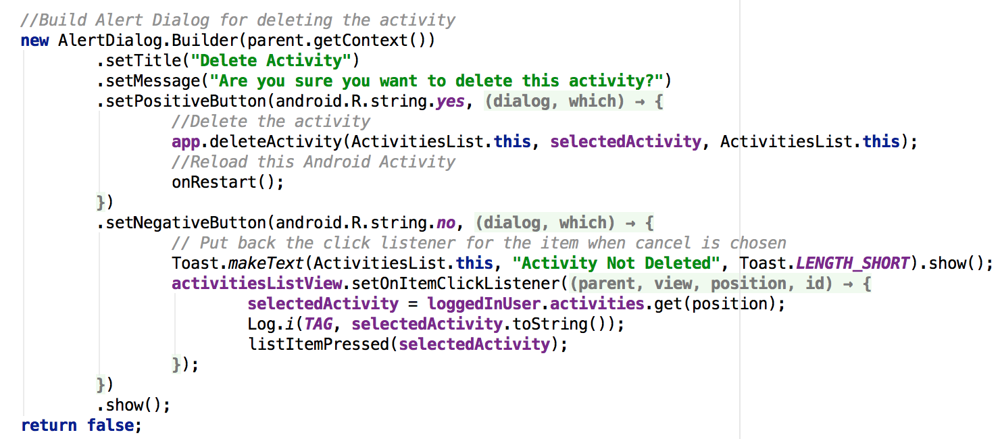 //Build Alert Dialog for deleting the activity
new AlertDialog.Builder(parent.getContext())
        .setTitle("Delete Activity")
        .setMessage("Are you sure you want to delete this activity?")
        .setPositiveButton(android.R.string.yes, (dialog, which) → {
                //Delete the activity
                app.deleteActivity(ActivitiesList.this, selectedActivity, ActivitiesList.this);
                //Reload this Android Activity
                onRestart();
        })
        .setNegativeButton(android.R.string.no, (dialog, which) → {
                // Put back the click listener for the item when cancel is chosen
                Toast.makeText(ActivitiesList.this, "Activity Not Deleted", Toast.LENGTH_SHORT).show();
                activitiesListView.setOnItemClickListener((parent, view, position, id) → {
                        selectedActivity = loggedInUser.activities.get(position);
                        Log.i(TAG, selectedActivity.toString());
                        listItemPressed(selectedActivity);
                });
        })
        .show();
return false;